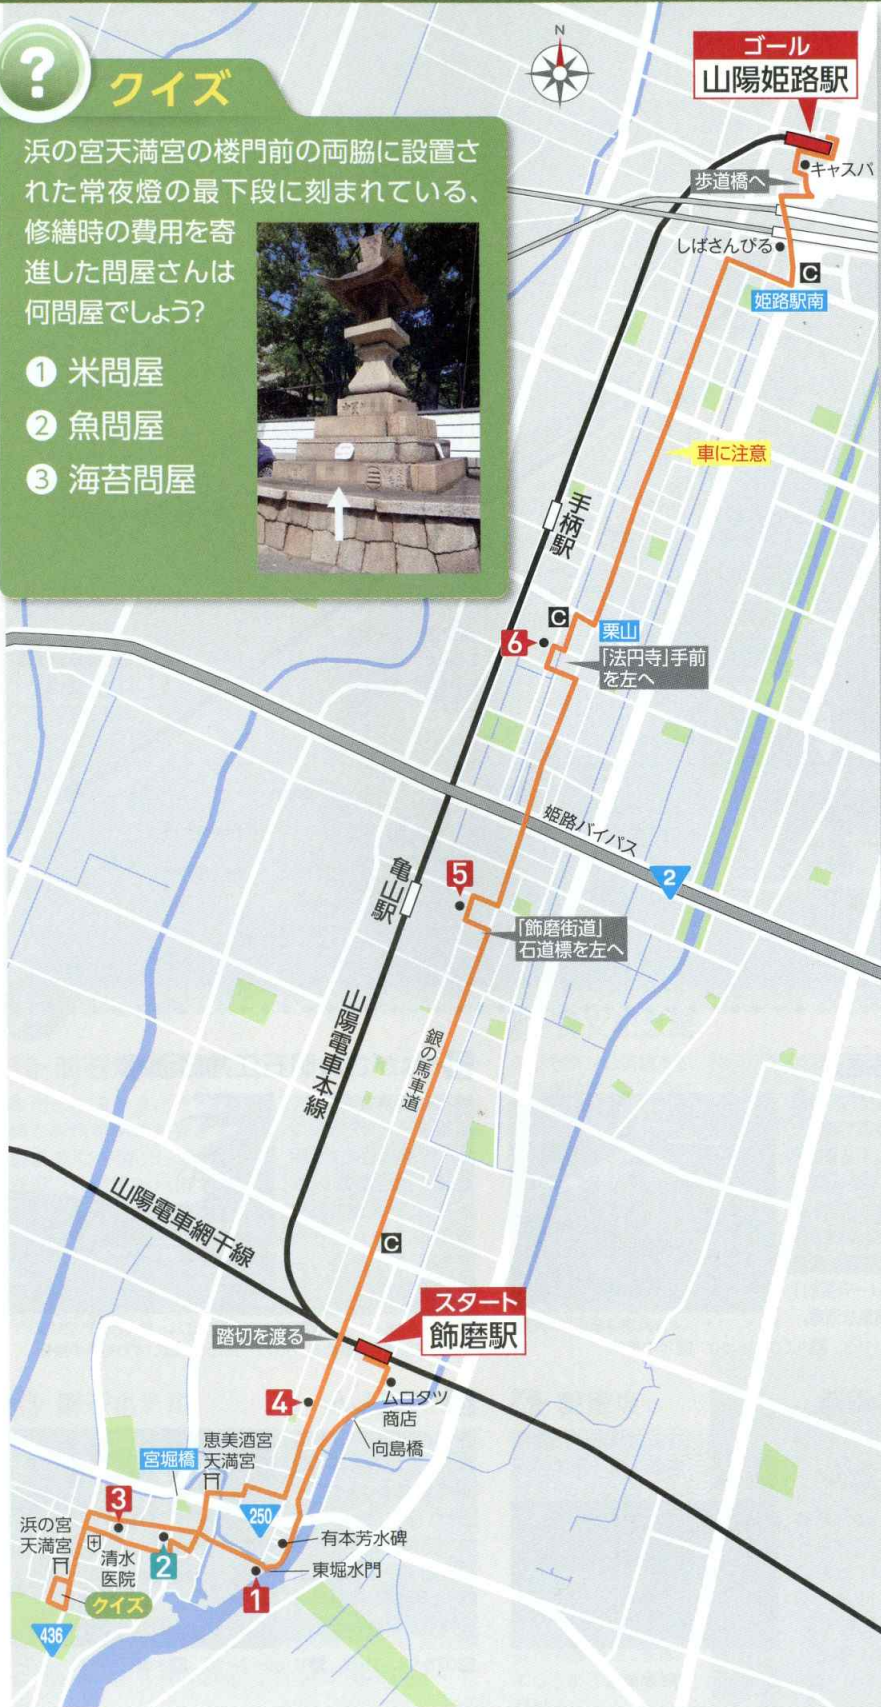 N
ゴール
山陽姫路駅
?
クイズ
浜の宮天満宮の楼門前の両脇に設置さ
れた常夜燈の最下段に刻まれている、
修繕時の費用を寄
進した問屋さんは
何問屋でしょう?
❶ 米問屋
❷ 魚問屋
❸ 海苔問屋
キャスパ
歩道橋へ
しばさんびる
C
姫路駅南
車に注意
手柄駅
C
栗山
6
「法円寺」手前
を左へ
姫路バイパス
2
5
亀山駅
「飾磨街道」
石道標を左へ
山陽電車本線
銀の馬車道
山陽電車網干線
C
スタート
飾磨駅
踏切を渡る
4
ムロタツ
商店
向島橋
恵美酒宮
天満宮
宮堀橋
250
3
浜の宮
天満宮
清水
医院
2
有本芳水碑
東堀水門
1
クイズ
436